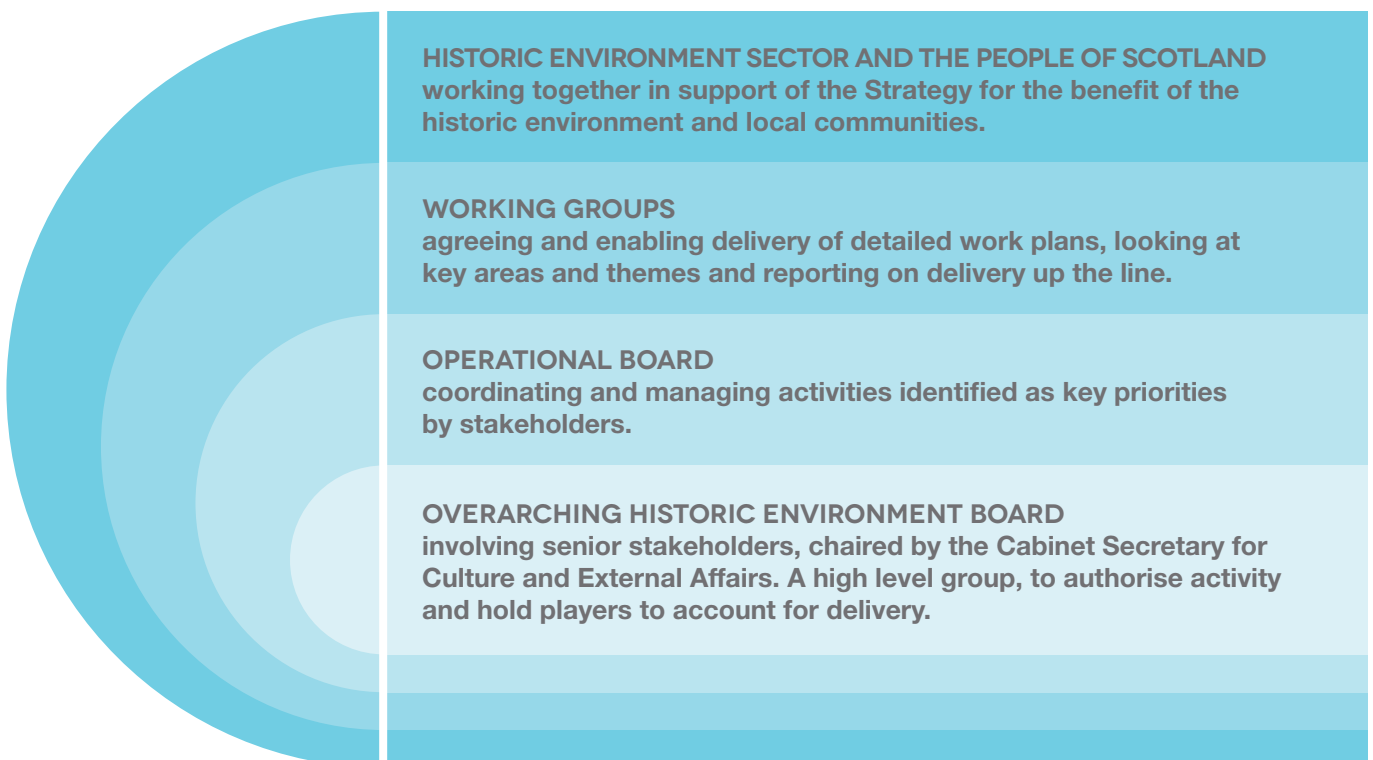 HISTORIC ENVIRONMENT SECTOR AND THE PEOPLE OF SCOTLAND
working together in support of the Strategy for the benefit of the
historic environment and local communities.
WORKING GROUPS
agreeing and enabling delivery of detailed work plans, looking at
key areas and themes and reporting on delivery up the line.
OPERATIONAL BOARD
coordinating and managing activities identified as key priorities
by stakeholders.
OVERARCHING HISTORIC ENVIRONMENT BOARD
involving senior stakeholders, chaired by the Cabinet Secretary for
Culture and External Affairs. A high level group, to authorise activity
and hold players to account for delivery.